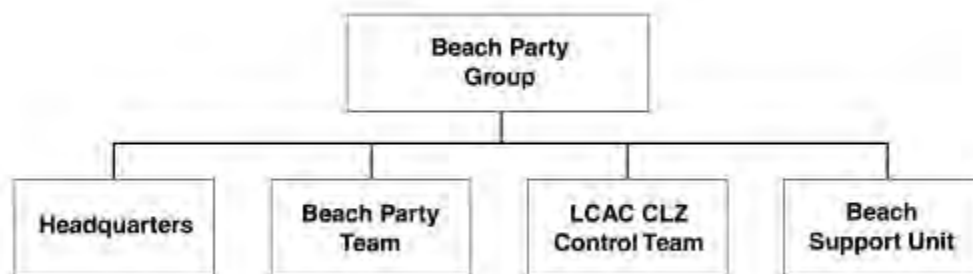 Beach Party
Group
Headquarters
Beach Party
Team
LCAC CLZ
Control Team
Beach
Support Unit